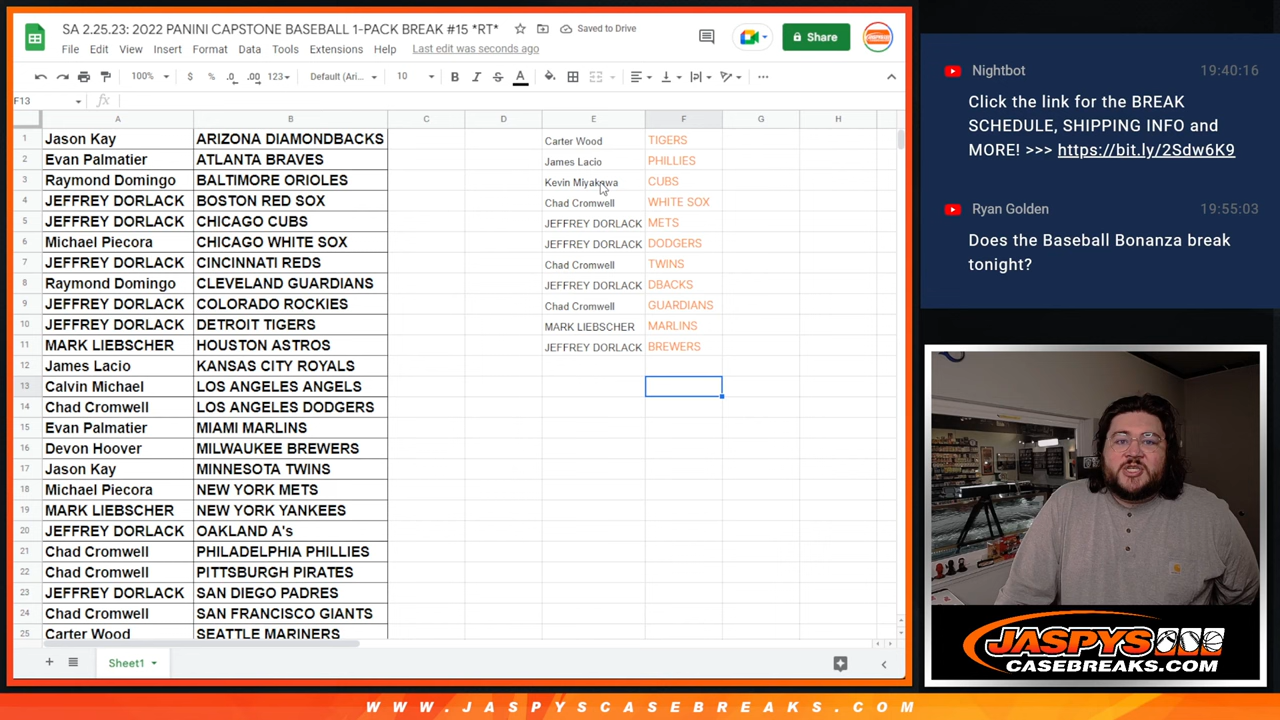 SA 2.25.23: 2022 PANINI CAPSTONE BASEBALL 1-PACK BREAK #15 *RT*
Saved to Drive
Share
File Edit View Insert Format Data Tools Extensions Help Last edit was seconds ago
100% $ % .0 .00 123 Default (Ari... 10 B I S A
F13 fx
A B C D E F G H
1 Jason Kay ARIZONA DIAMONDBACKS Carter Wood TIGERS
2 Evan Palmatier ATLANTA BRAVES James Lacio PHILLIES
3 Raymond Domingo BALTIMORE ORIOLES Kevin Miyakawa CUBS
4 JEFFREY DORLACK BOSTON RED SOX Chad Cromwell WHITE SOX
5 JEFFREY DORLACK CHICAGO CUBS JEFFREY DORLACK METS
6 Michael Piecora CHICAGO WHITE SOX JEFFREY DORLACK DODGERS
7 JEFFREY DORLACK CINCINNATI REDS Chad Cromwell TWINS
8 Raymond Domingo CLEVELAND GUARDIANS JEFFREY DORLACK DBACKS
9 JEFFREY DORLACK COLORADO ROCKIES Chad Cromwell GUARDIANS
10 JEFFREY DORLACK DETROIT TIGERS MARK LIEBSCHER MARLINS
11 MARK LIEBSCHER HOUSTON ASTROS JEFFREY DORLACK BREWERS
12 James Lacio KANSAS CITY ROYALS
13 Calvin Michael LOS ANGELES ANGELS
14 Chad Cromwell LOS ANGELES DODGERS
15 Evan Palmatier MIAMI MARLINS
16 Devon Hoover MILWAUKEE BREWERS
17 Jason Kay MINNESOTA TWINS
18 Michael Piecora NEW YORK METS
19 MARK LIEBSCHER NEW YORK YANKEES
20 JEFFREY DORLACK OAKLAND A's
21 Chad Cromwell PHILADELPHIA PHILLIES
22 Chad Cromwell PITTSBURGH PIRATES
23 JEFFREY DORLACK SAN DIEGO PADRES
24 Chad Cromwell SAN FRANCISCO GIANTS
25 Carter Wood SEATTLE MARINERS
Sheet1
Nightbot 19:40:16
Click the link for the BREAK
SCHEDULE, SHIPPING INFO and
MORE! >>> https://bit.ly/2Sdw6K9
Ryan Golden 19:55:03
Does the Baseball Bonanza break
tonight?
JASPYS
CASEBREAKS.COM
WWW.JASPYSCASEBREAKS.COM